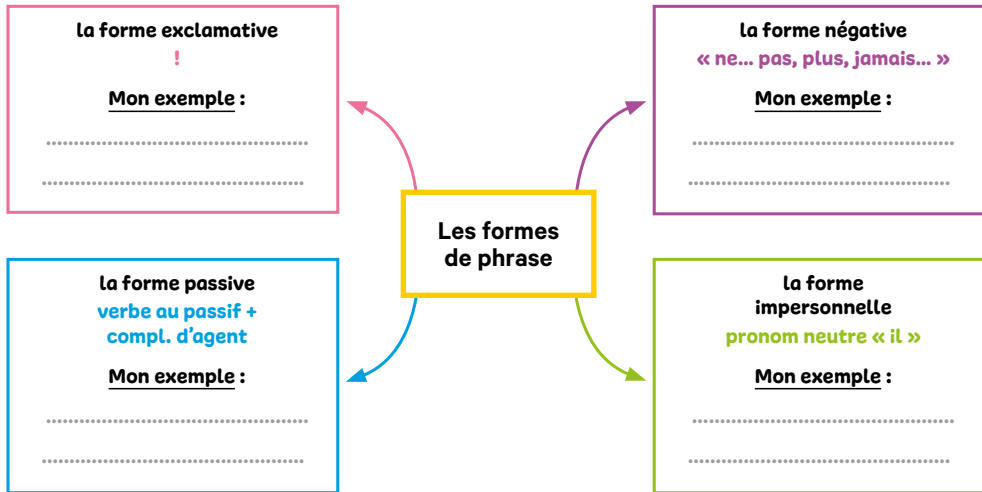 la forme exclamative
!
Mon exemple :
..................................................
..................................................
la forme négative
« ne... pas, plus, jamais... »
Mon exemple :
..................................................
..................................................
Les formes
de phrase
la forme passive
verbe au passif +
compl. d’agent
Mon exemple :
..................................................
..................................................
la forme
impersonnelle
pronom neutre « il »
Mon exemple :
..................................................
..................................................